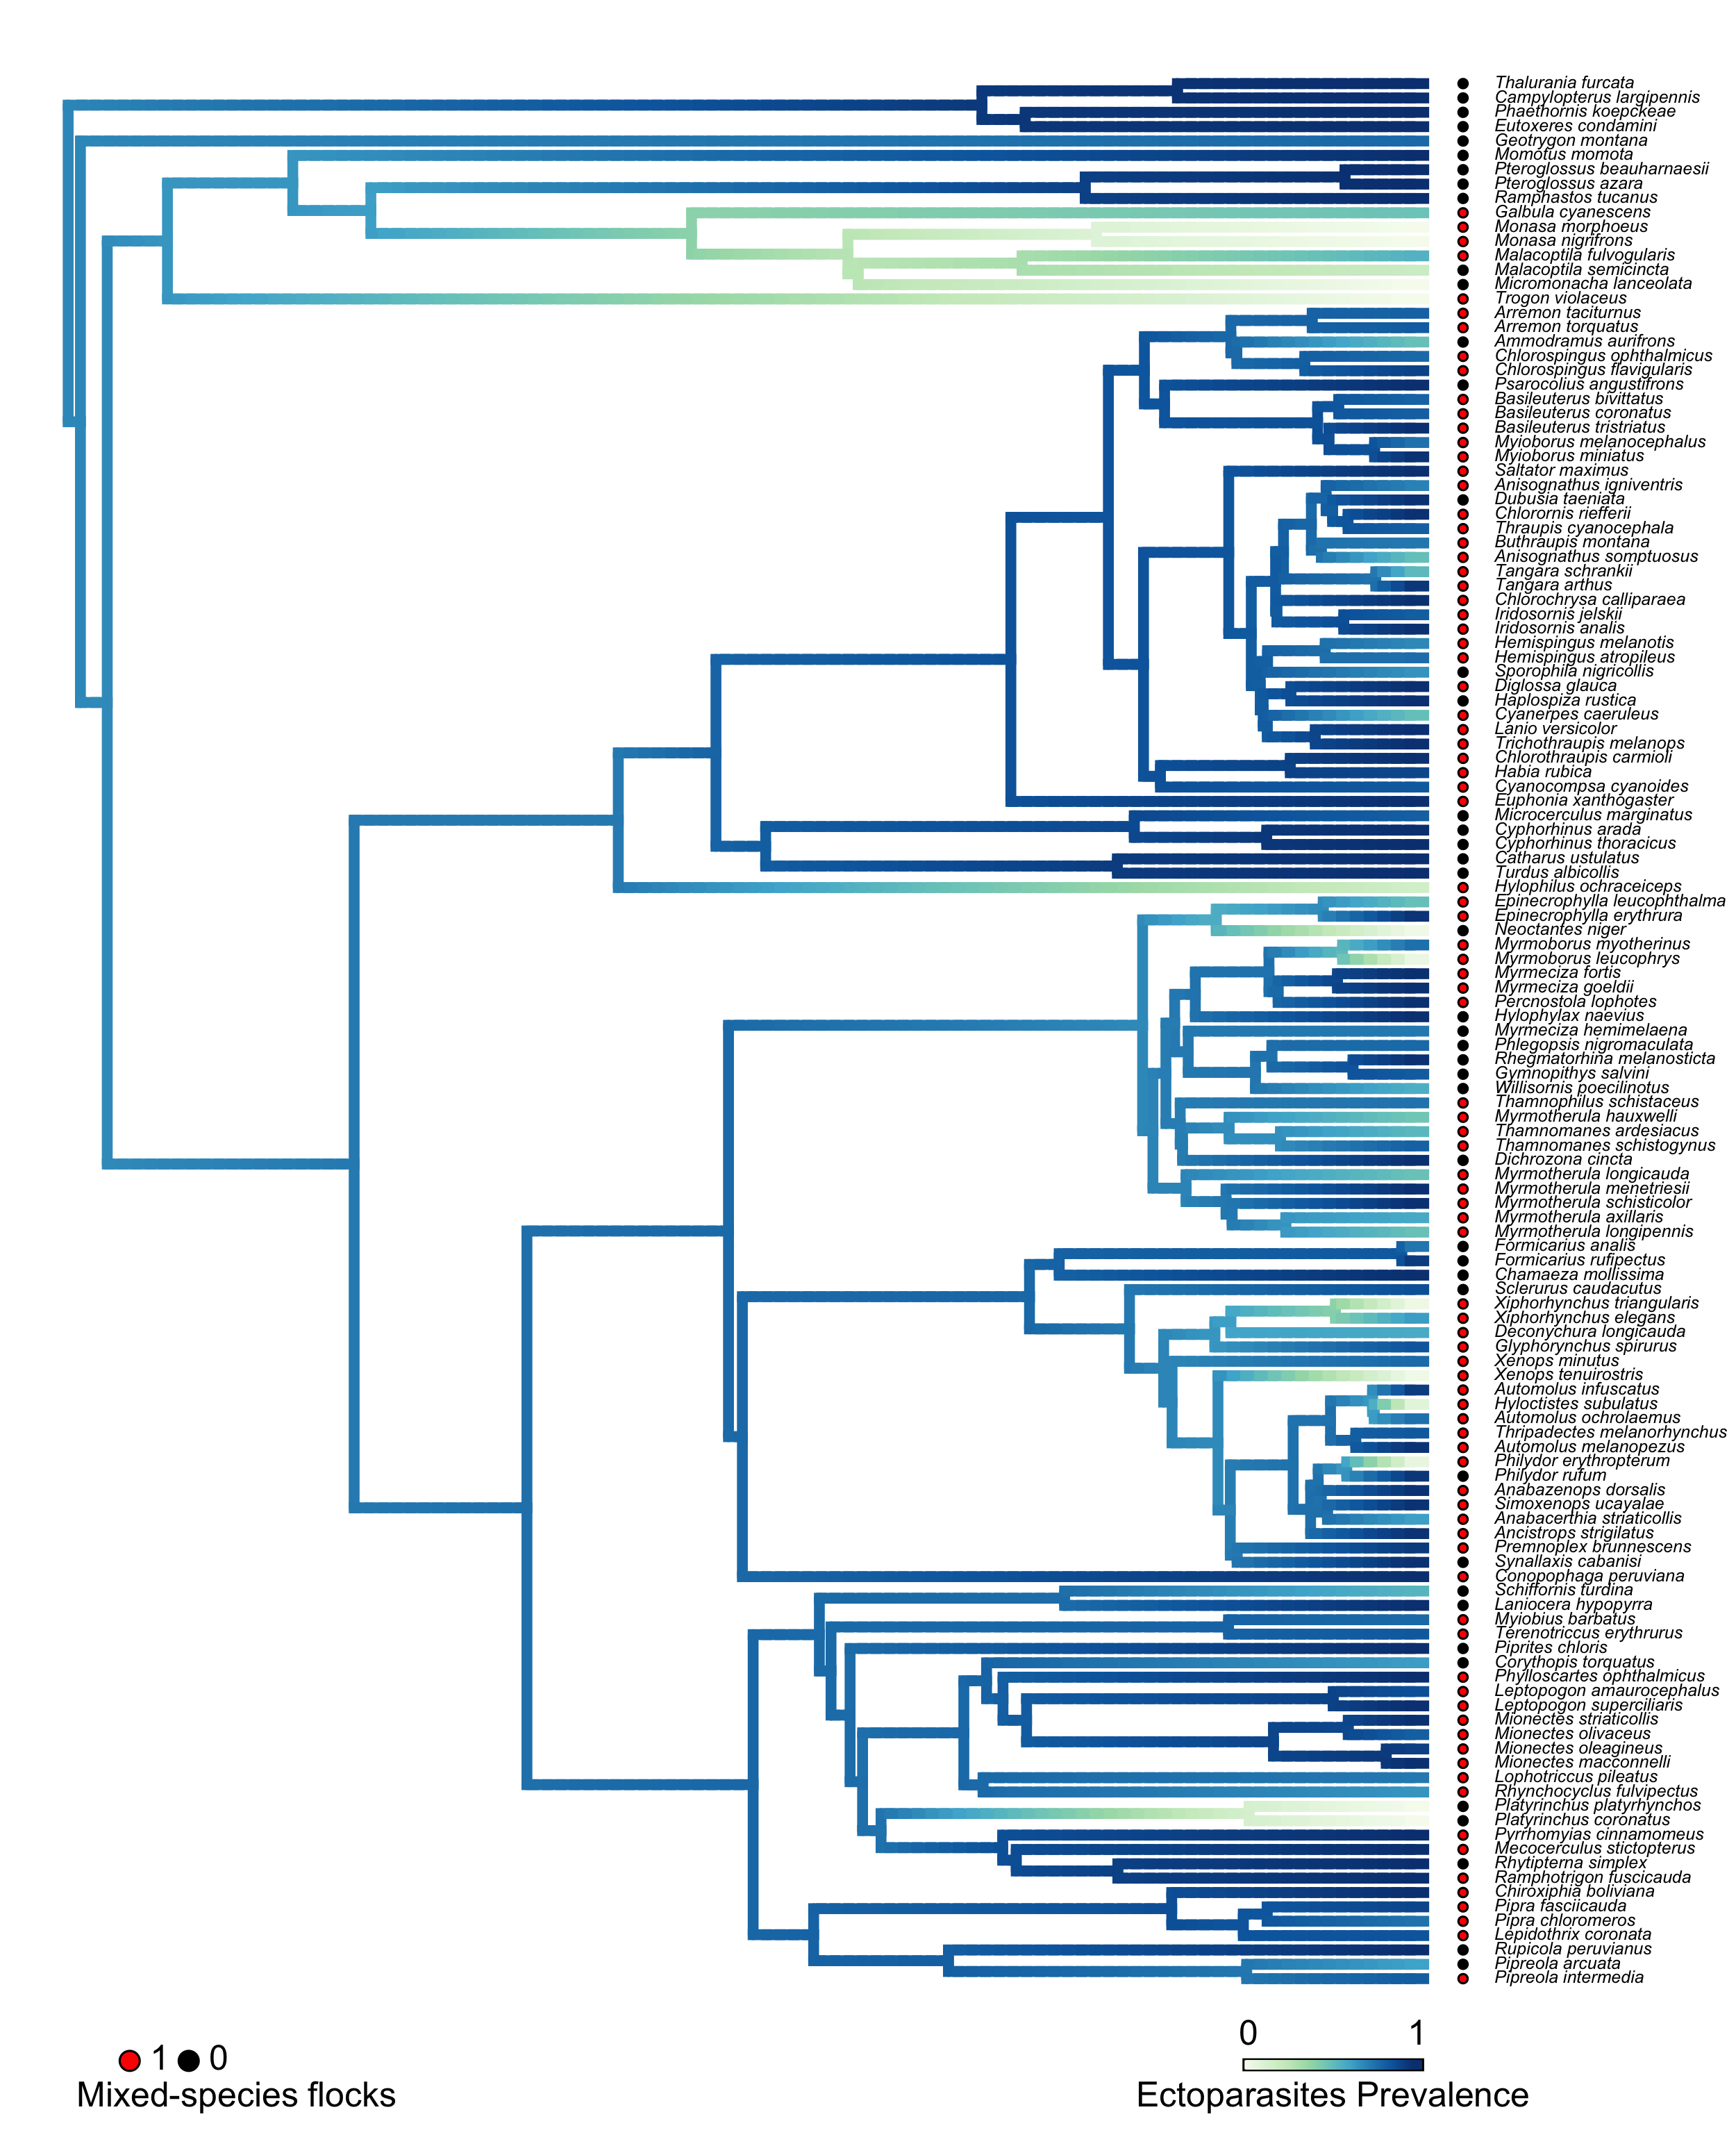 Thalurania furcata
Campylopterus largipennis
Phaethornis koepckeae
Eutoxeres condamini
Geotrygon montana
Momotus momota
Pteroglossus beauharnaesii
Pteroglossus azara
Ramphastos tucanus
Galbula cyanescens
Monasa morphoeus
Monasa nigrifrons
Malacoptila fulvogularis
Malacoptila semicincta
Micromonacha lanceolata
Trogon violaceus
Arremon taciturnus
Arremon torquatus
Ammodramus aurifrons
Chlorospingus ophthalmicus
Chlorospingus flavigularis
Psarocolius angustifrons
Basileuterus bivittatus
Basileuterus coronatus
Basileuterus tristriatus
Myioborus melanocephalus
Myioborus miniatus
Saltator maximus
Anisognathus igniventris
Dubusia taeniata
Chlorornis riefferii
Thraupis cyanocephala
Buthraupis montana
Anisognathus somptuosus
Tangara schrankii
Tangara arthus
Chlorochrysa calliparaea
Iridosornis jelskii
Iridosornis analis
Hemispingus melanotis
Hemispingus atropileus
Sporophila nigricollis
Diglossa glauca
Haplospiza rustica
Cyanerpes caeruleus
Lanio versicolor
Trichothraupis melanops
Chlorothraupis carmioli
Habia rubica
Cyanocompsa cyanoides
Euphonia xanthogaster
Microcerculus marginatus
Cyphorhinus arada
Cyphorhinus thoracicus
Catharus ustulatus
Turdus albicollis
Hylophilus ochraceiceps
Epinecrophylla leucophthalma
Epinecrophylla erythrura
Neoctantes niger
Myrmoborus myotherinus
Myrmoborus leucophrys
Myrmeciza fortis
Myrmeciza goeldii
Percnostola lophotes
Hylophylax naevius
Myrmeciza hemimelaena
Phlegopsis nigromaculata
Rhegmatorhina melanosticta
Gymnopithys salvini
Willisornis poecilinotus
Thamnophilus schistaceus
Myrmotherula hauxwelli
Thamnomanes ardesiacus
Thamnomanes schistogynus
Dichrozona cincta
Myrmotherula longicauda
Myrmotherula menetriesii
Myrmotherula schisticolor
Myrmotherula axillaris
Myrmotherula longipennis
Formicarius analis
Formicarius rufipectus
Chamaeza mollissima
Sclerurus caudacutus
Xiphorhynchus triangularis
Xiphorhynchus elegans
Deconychura longicauda
Glyphorynchus spirurus
Xenops minutus
Xenops tenuirostris
Automolus infuscatus
Hyloctistes subulatus
Automolus ochrolaemus
Thripadectes melanorhynchus
Automolus melanopezus
Philydor erythropterum
Philydor rufum
Anabazenops dorsalis
Simoxenops ucayalae
Anabacerthia striaticollis
Ancistrops strigilatus
Premnoplex brunnescens
Synallaxis cabanisi
Conopophaga peruviana
Schiffornis turdina
Laniocera hypopyrra
Myiobius barbatus
Terenotriccus erythrurus
Piprites chloris
Corythopis torquatus
Phylloscartes ophthalmicus
Leptopogon amaurocephalus
Leptopogon superciliaris
Mionectes striaticollis
Mionectes olivaceus
Mionectes oleagineus
Mionectes macconnelli
Lophotriccus pileatus
Rhynchocyclus fulvipectus
Platyrinchus platyrhynchos
Platyrinchus coronatus
Pyrrhomyias cinnamomeus
Mecocerculus stictopterus
Rhytipterna simplex
Ramphotrigon fuscicauda
Chiroxiphia boliviana
Pipra fasciicauda
Pipra chloromeros
Lepidothrix coronata
Rupicola peruvianus
Pipreola arcuata
Pipreola intermedia
0 1
1 0
Mixed-species flocks
Ectoparasites Prevalence